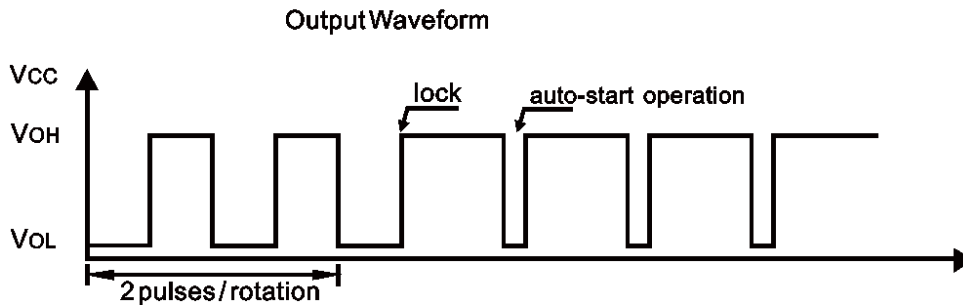 Output Waveform
VCC
lock
auto-start operation
VOH
VOL
2 pulses / rotation